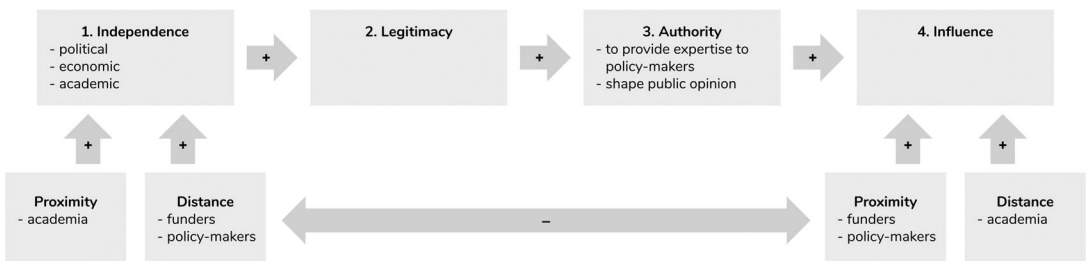 1. Independence
- political
- economic
- academic
+
2. Legitimacy
+
3. Authority
- to provide expertise to
policy-makers
- shape public opinion
+
4. Influence
+
+
+
+
Proximity
- academia
Distance
- funders
- policy-makers
–
Proximity
- funders
- policy-makers
Distance
- academia